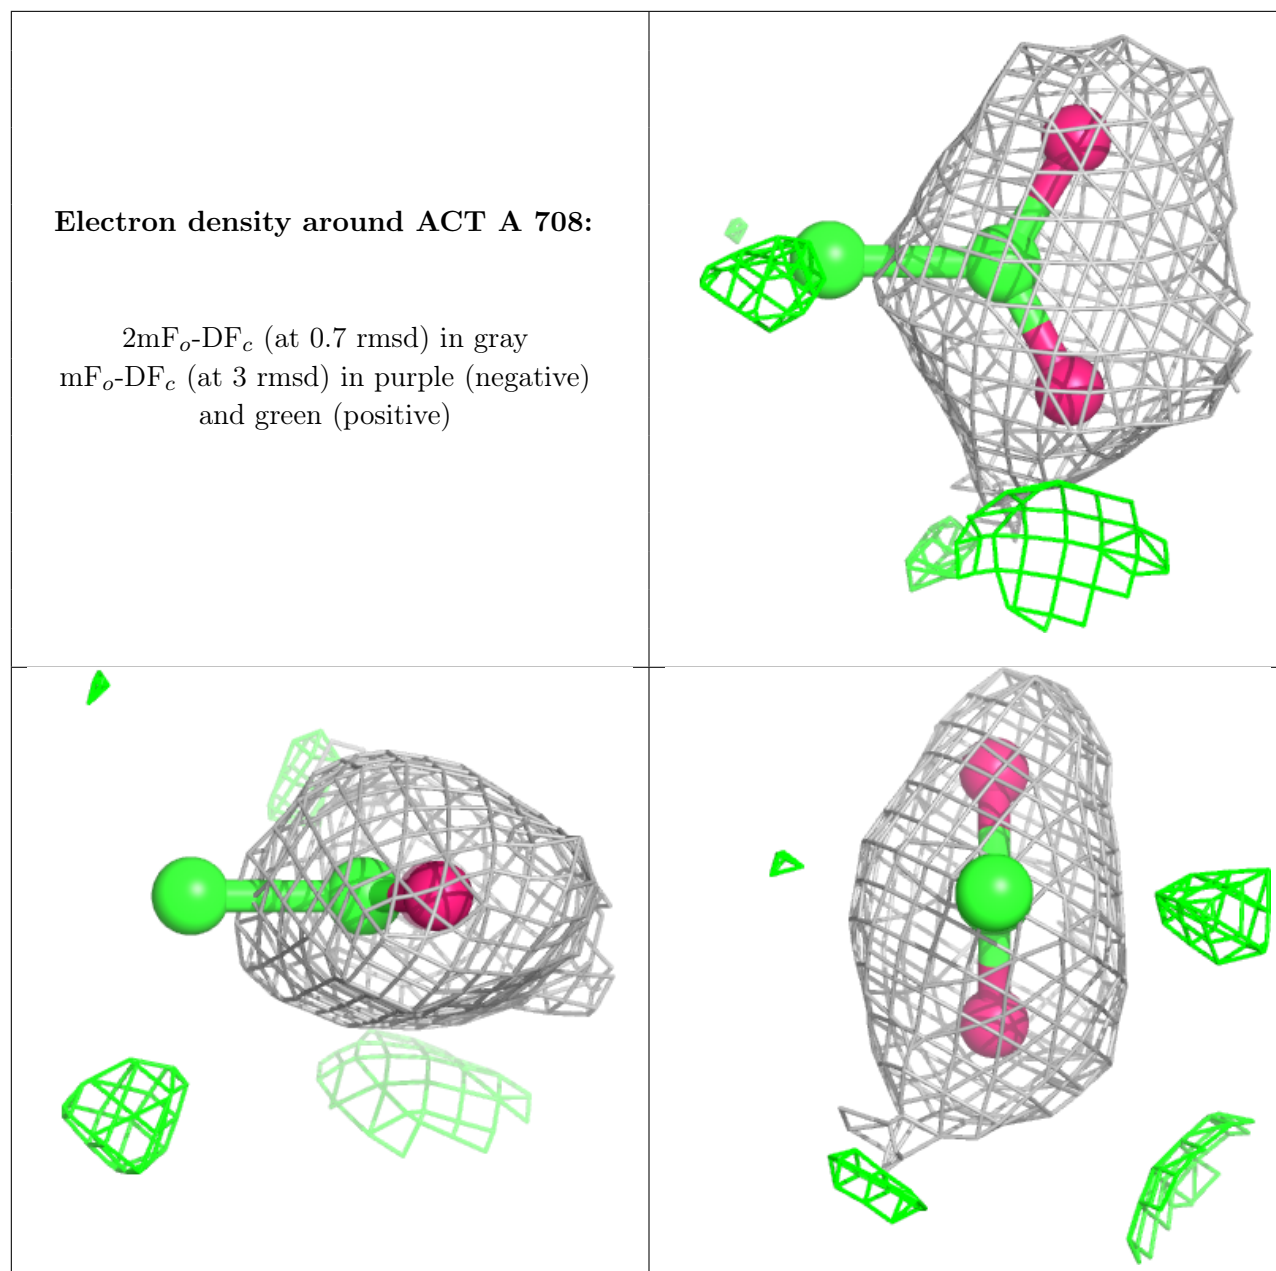 Electron density around ACT A 708:
2mFₒ-DF𝑐 (at 0.7 rmsd) in gray
mFₒ-DF𝑐 (at 3 rmsd) in purple (negative)
and green (positive)